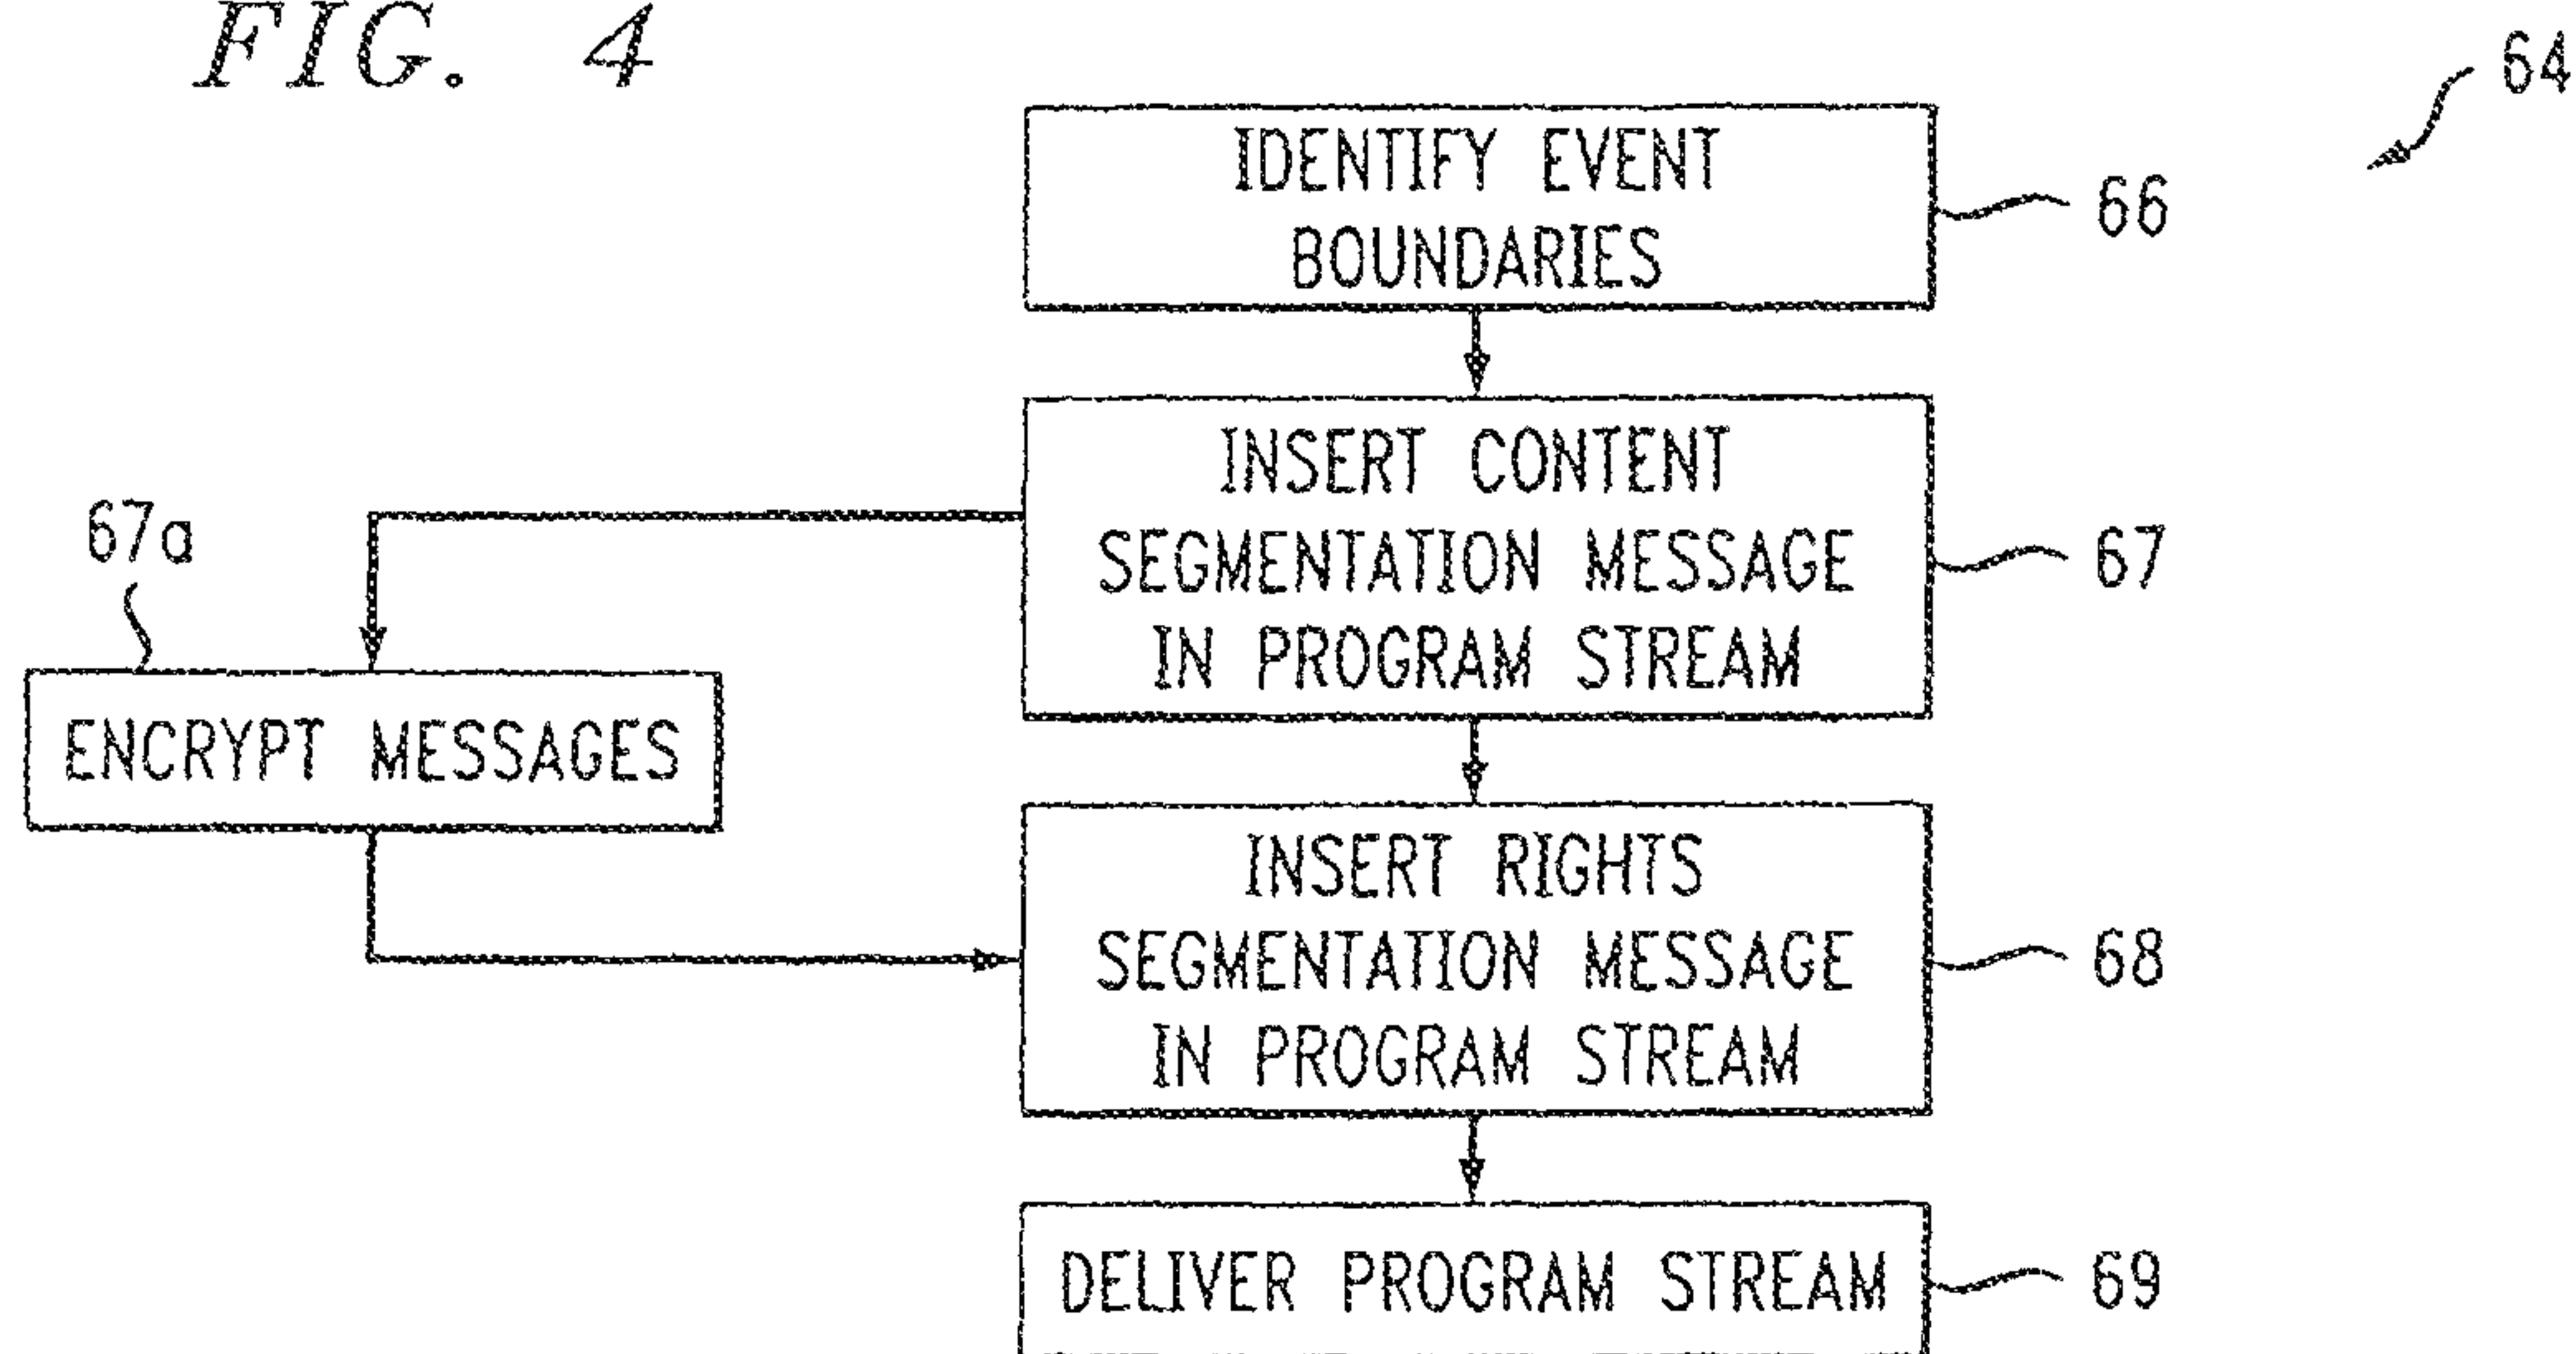 FIG. 4
64
IDENTIFY EVENT
BOUNDARIES
66
INSERT CONTENT
SEGMENTATION MESSAGE
IN PROGRAM STREAM
67
67a
ENCRYPT MESSAGES
INSERT RIGHTS
SEGMENTATION MESSAGE
IN PROGRAM STREAM
68
DELIVER PROGRAM STREAM
69